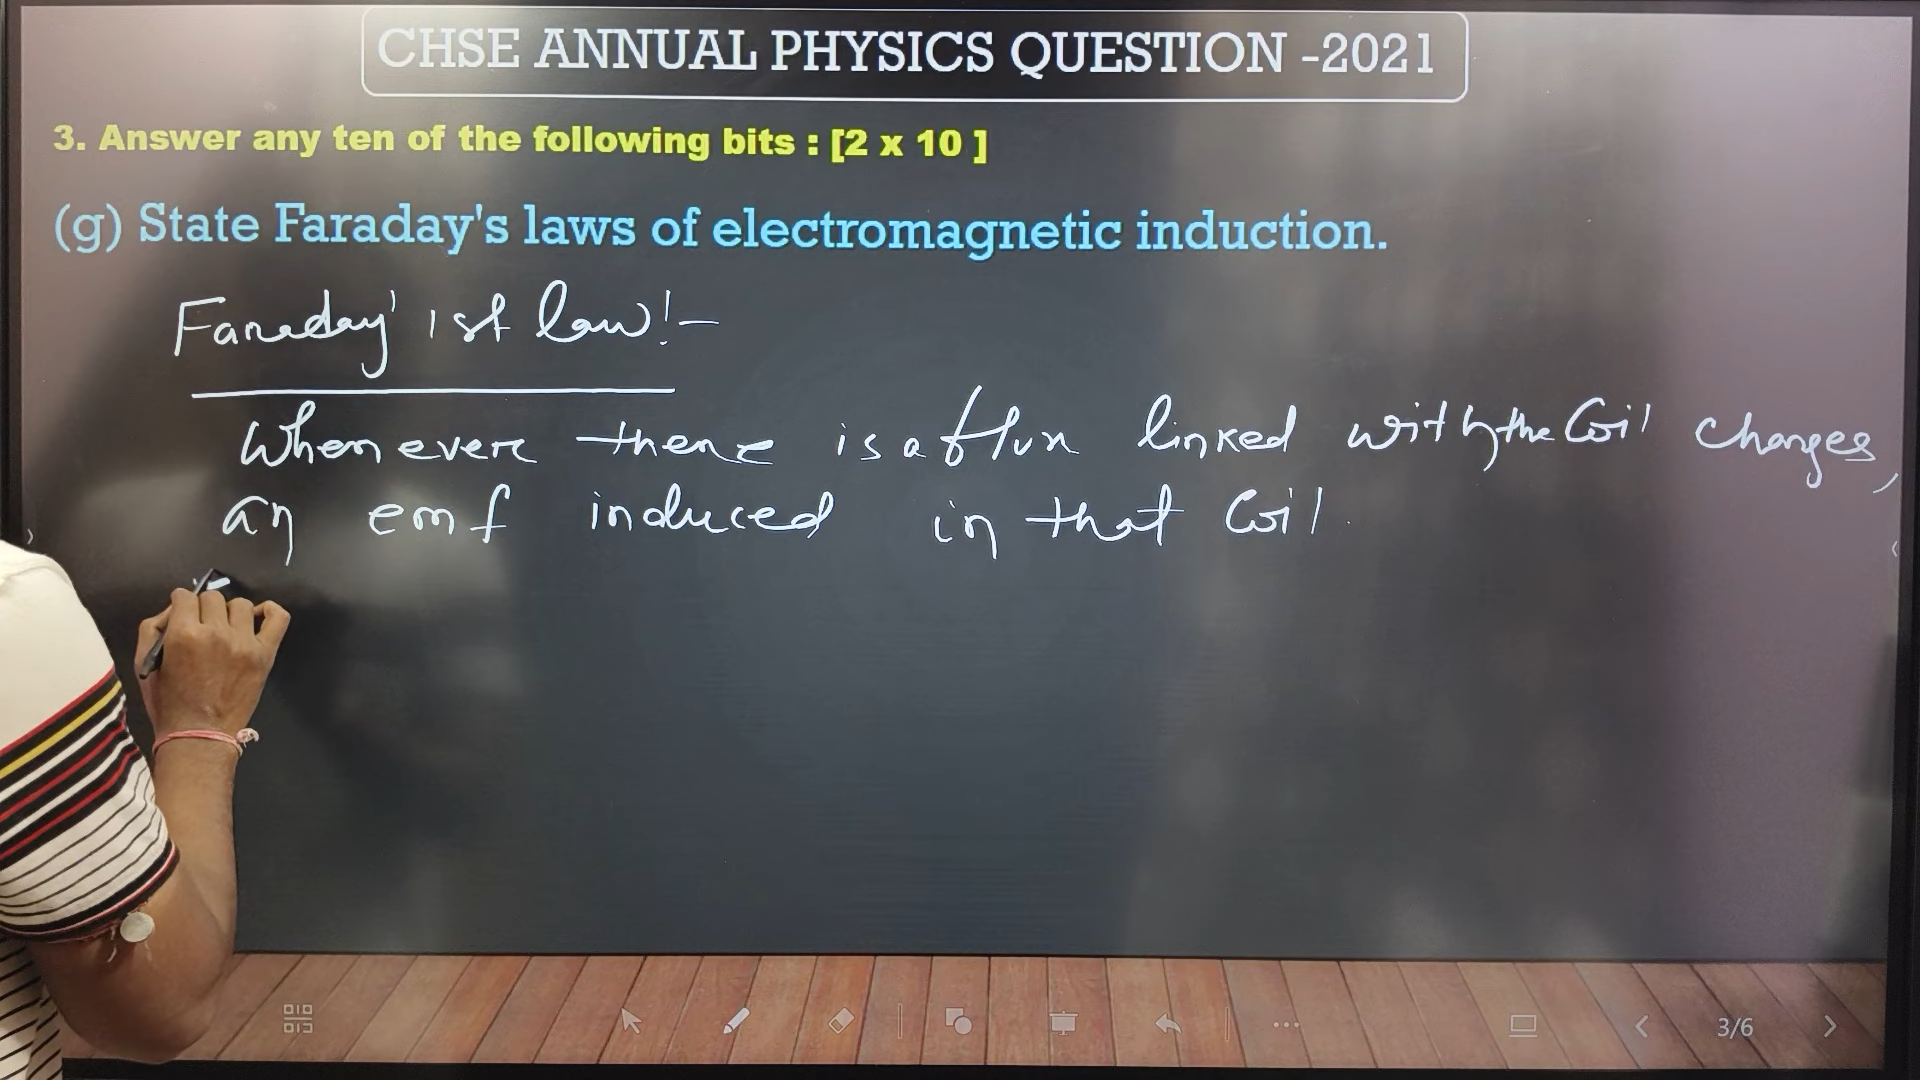 CHSE ANNUAL PHYSICS QUESTION -2021
3. Answer any ten of the following bits : [2 x 10 ]
(g) State Faraday's laws of electromagnetic induction.
Faraday' 1st law:-
Whenever there is a flux linked with the Coil changes,
an emf induced in that Coil.
3/6